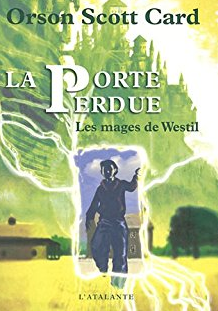 Orson Scott Card
LA PORTE
PERDUE
Les mages de Westil
L'ATALANTE